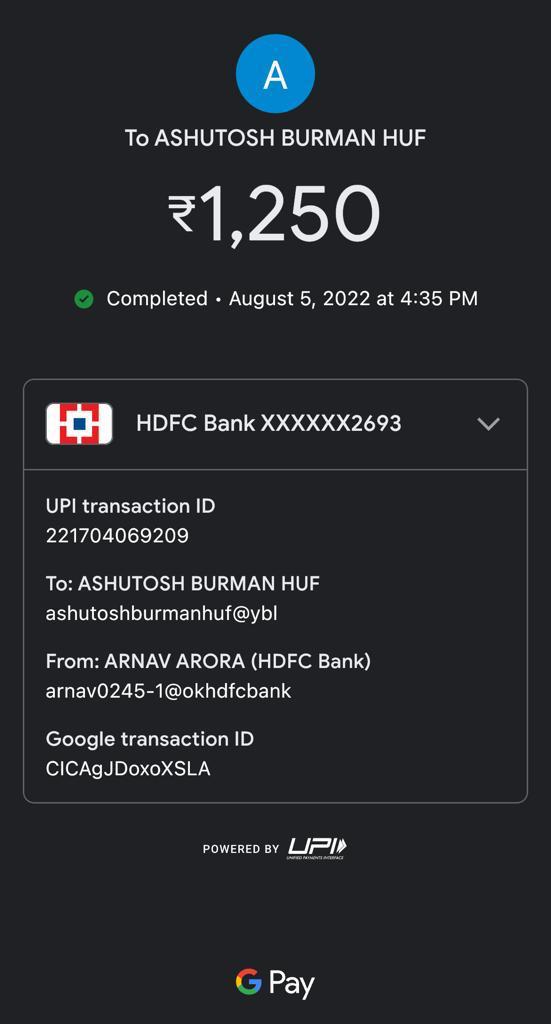 A
To ASHUTOSH BURMAN HUF
₹1,250
Completed • August 5, 2022 at 4:35 PM
HDFC Bank XXXXXX2693
UPI transaction ID
221704069209
To: ASHUTOSH BURMAN HUF
ashutoshburmanhuf@ybl
From: ARNAV ARORA (HDFC Bank)
arnav0245-1@okhdfcbank
Google transaction ID
CICAgJDoxoXSLA
POWERED BY UPI
UNIFIED PAYMENTS INTERFACE
G Pay